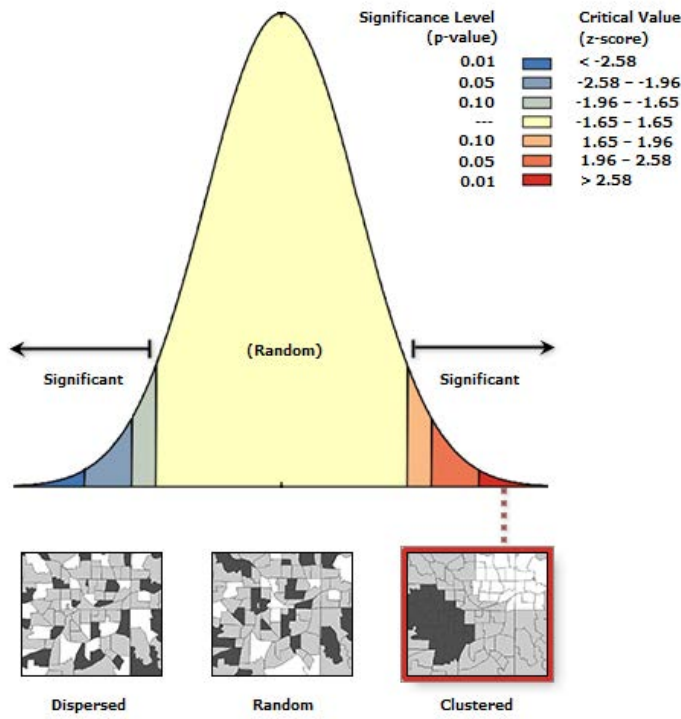 Significance Level Critical Value
(p-value) (z-score)
0.01 < -2.58
0.05 -2.58 – -1.96
0.10 -1.96 – -1.65
--- -1.65 – 1.65
0.10 1.65 – 1.96
0.05 1.96 – 2.58
0.01 > 2.58
(Random)
Significant Significant
Dispersed Random Clustered